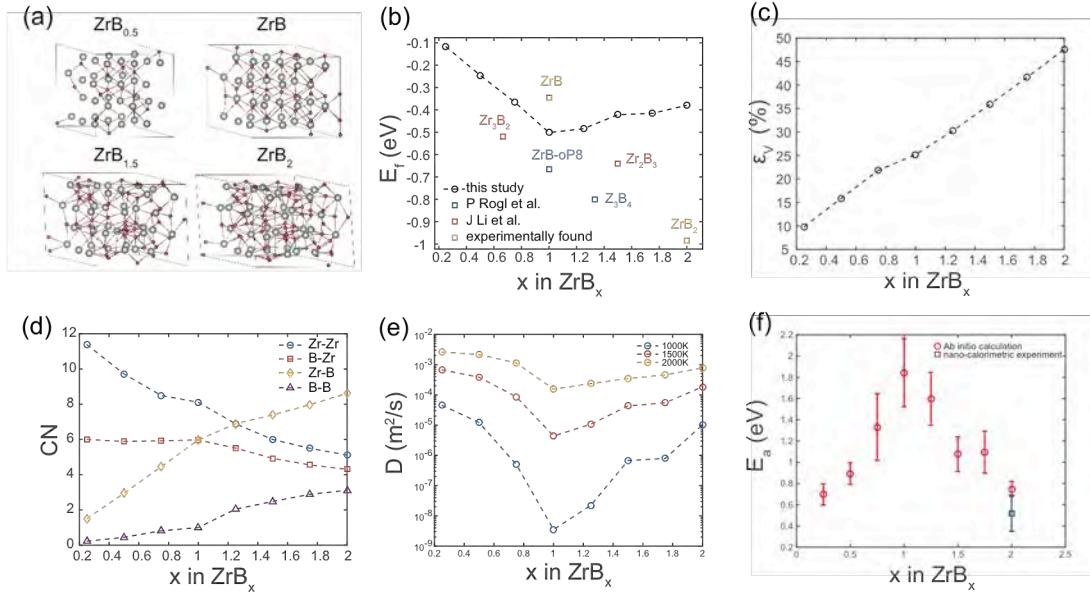 (a)
ZrB0.5
ZrB
ZrB1.5
ZrB2
(b)
-0.1
-0.2
-0.3
-0.4
-0.5
-0.6
-0.7
-0.8
-0.9
-1
Ef (eV)
ZrB
Zr3B2
ZrB-oP8
Zr2B3
Z3B4
ZrB2
this study
P Rogl et al.
J Li et al.
experimentally found
0.2 0.4 0.6 0.8 1 1.2 1.4 1.6 1.8 2
x in ZrBx
(c)
50
45
40
35
30
25
20
15
10
5
εV (%)
0.2 0.4 0.6 0.8 1 1.2 1.4 1.6 1.8 2
x in ZrBx
(d)
12
10
8
6
4
2
0
CN
Zr-Zr
B-Zr
Zr-B
B-B
0.2 0.4 0.6 0.8 1 1.2 1.4 1.6 1.8 2
x in ZrBx
(e)
10-2
10-3
10-4
10-5
10-6
10-7
10-8
10-9
D (m2/s)
1000K
1500K
2000K
0.2 0.4 0.6 0.8 1 1.2 1.4 1.6 1.8 2
x in ZrBx
(f)
2.2
2
1.8
1.6
1.4
1.2
1
0.8
0.6
0.4
0.2
Ea (eV)
Ab initio calculation
nano-calorimetric experiment
0 0.5 1 1.5 2 2.5
x in ZrBx